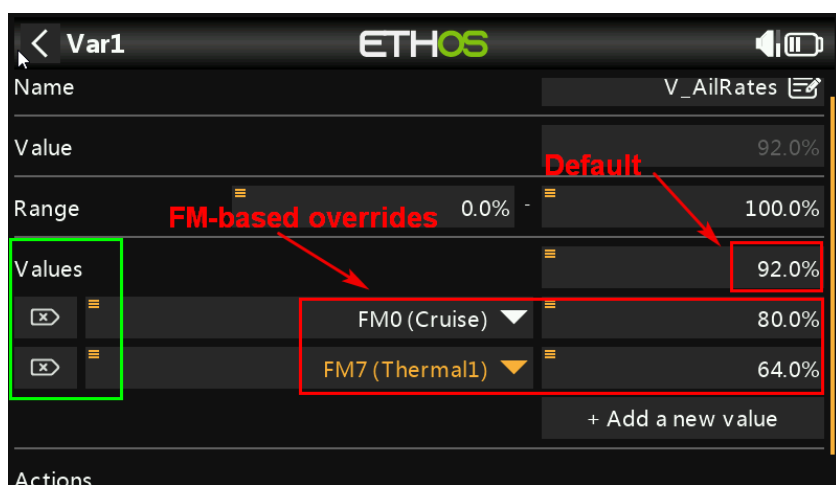 Var1 ETHOS
Name V_AilRates
Value 92.0%
Default
Range 0.0% - 100.0%
FM-based overrides
Values 92.0%
FM0 (Cruise) 80.0%
FM7 (Thermal1) 64.0%
+ Add a new value
Actions